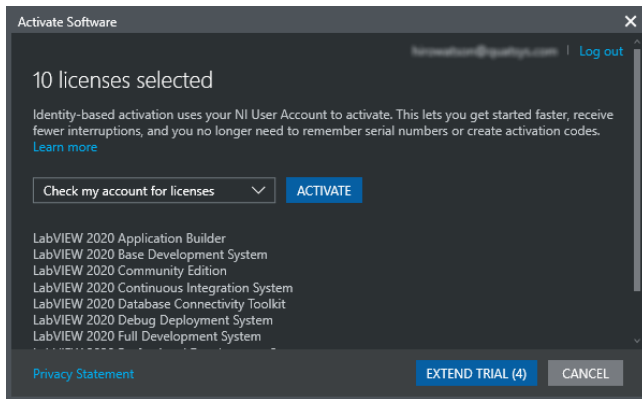 Activate Software
Log out
10 licenses selected
Identity-based activation uses your NI User Account to activate. This lets you get started faster, receive
fewer interruptions, and you no longer need to remember serial numbers or create activation codes.
Learn more
Check my account for licenses
ACTIVATE
LabVIEW 2020 Application Builder
LabVIEW 2020 Base Development System
LabVIEW 2020 Community Edition
LabVIEW 2020 Continuous Integration System
LabVIEW 2020 Database Connectivity Toolkit
LabVIEW 2020 Debug Deployment System
LabVIEW 2020 Full Development System
Privacy Statement
EXTEND TRIAL (4)
CANCEL